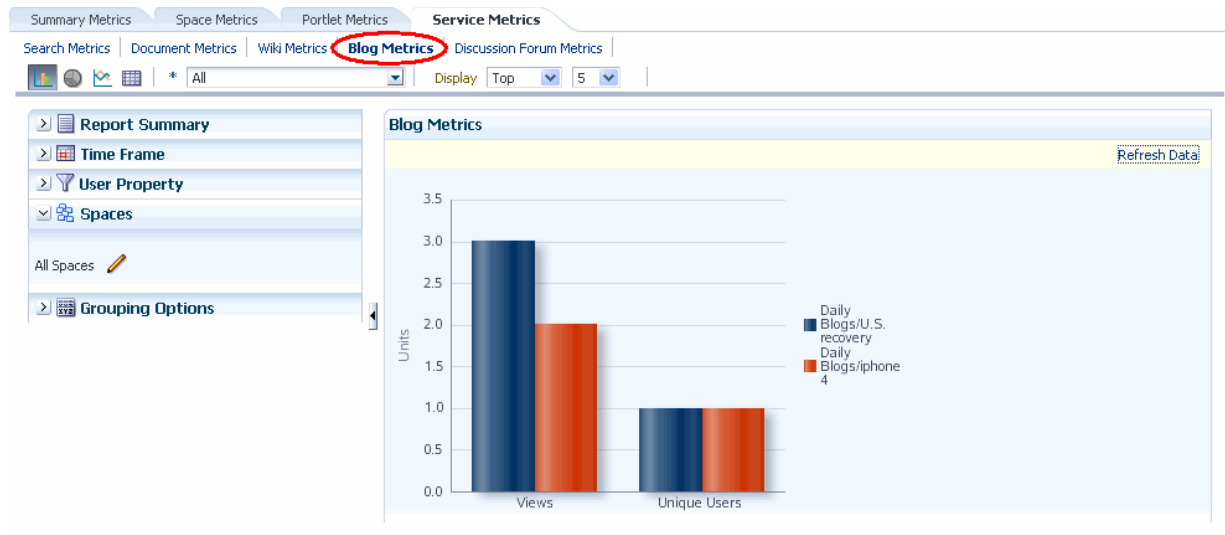 Summary Metrics Space Metrics Portlet Metrics Service Metrics
Search Metrics Document Metrics Wiki Metrics Blog Metrics Discussion Forum Metrics
* All Display Top 5
Report Summary
Time Frame
User Property
Spaces
All Spaces
Grouping Options
Blog Metrics
Refresh Data
3.5
3.0
2.5
2.0
1.5
1.0
0.5
0.0
Units
Views Unique Users
Daily
Blogs/U.S.
recovery
Daily
Blogs/iphone
4